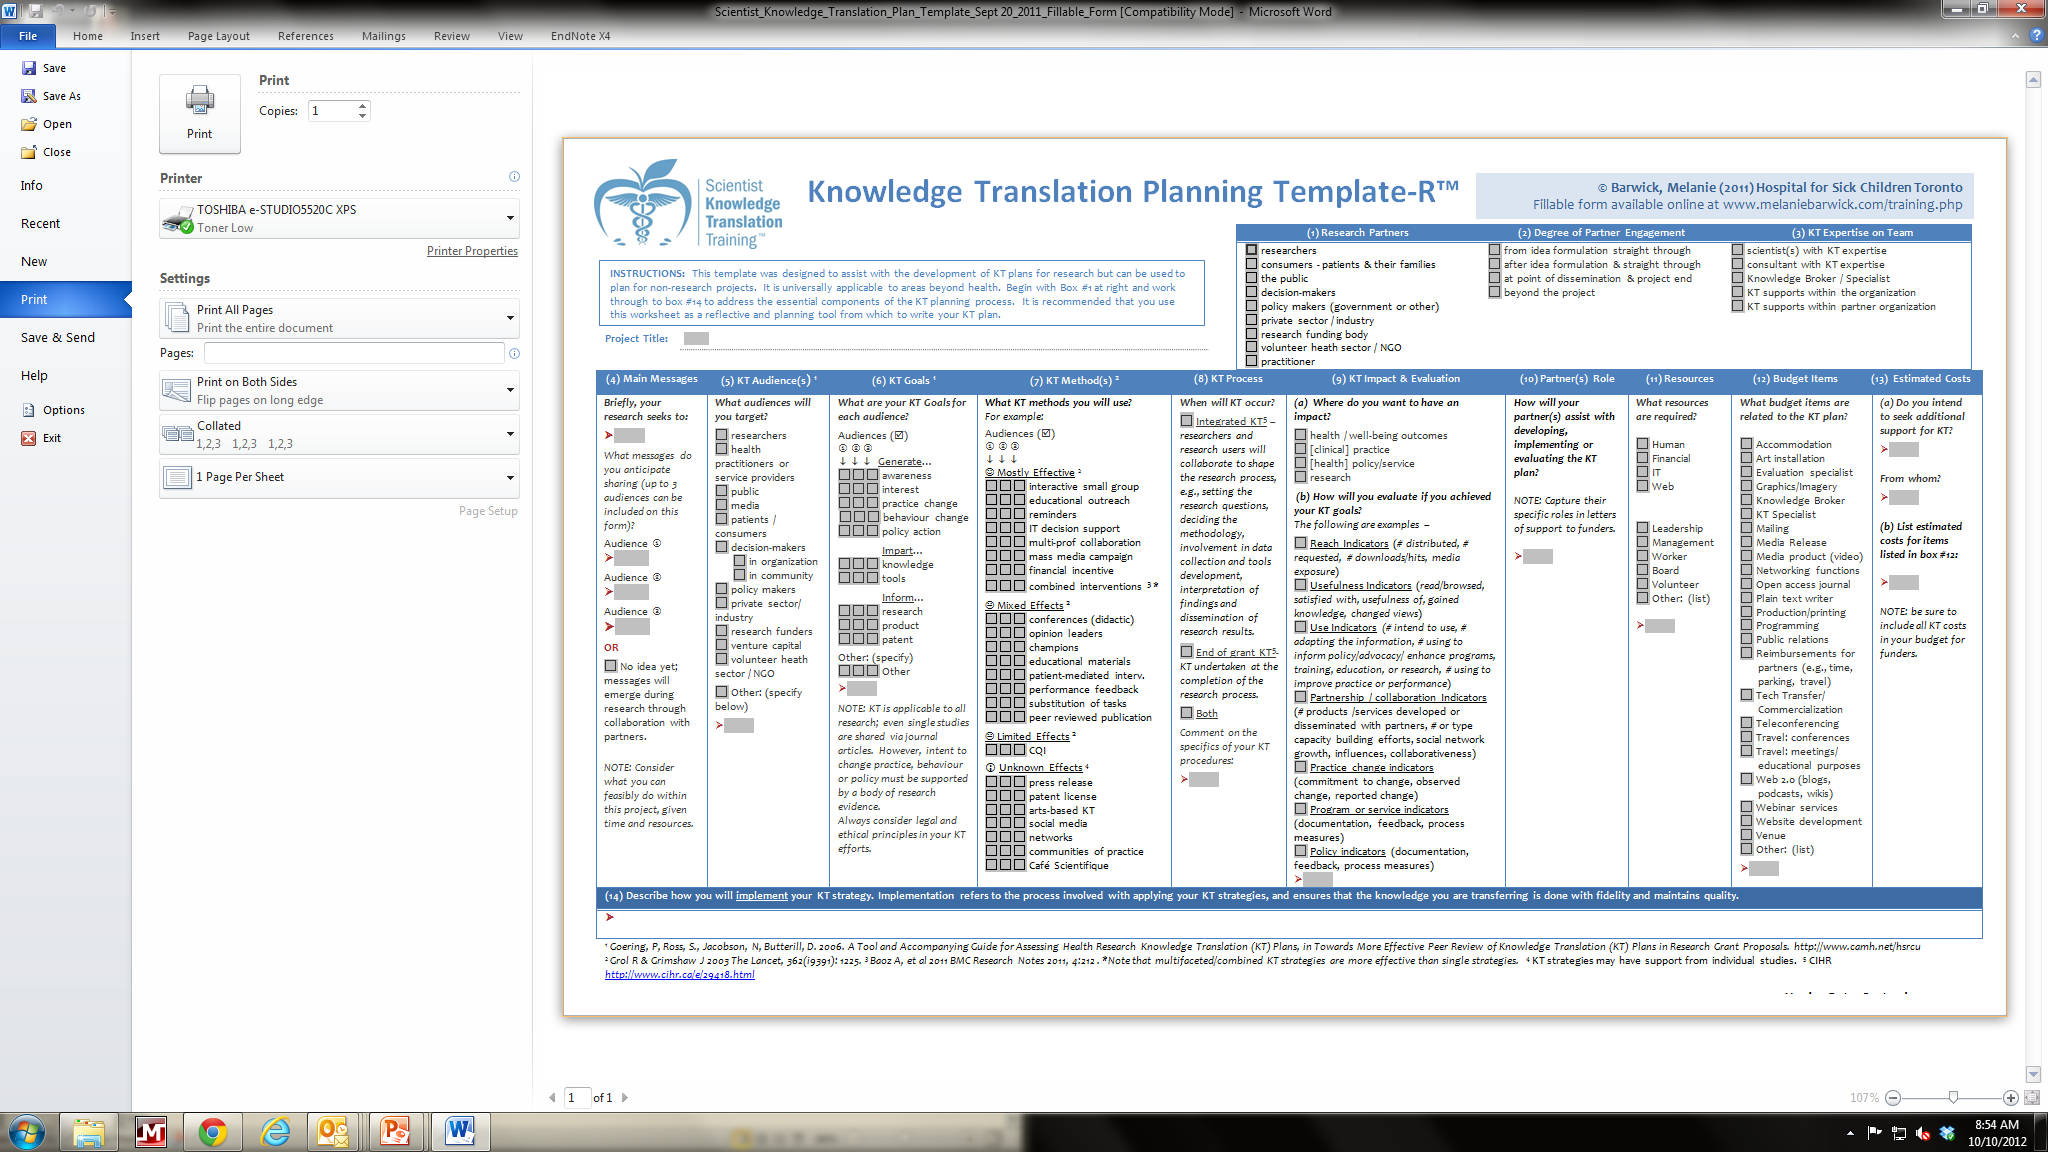 Scientist_Knowledge_Translation_Plan_Template_Sept 20_2011_Fillable_Form [Compatibility Mode] - Microsoft Word
File
Home
Insert
Page Layout
References
Mailings
Review
View
EndNote X4
Save
Save As
Open
Close
Info
Recent
New
Print
Save & Send
Help
Options
Exit
Print
Print
Copies: 1
Printer
TOSHIBA e-STUDIO5520C XPS
Toner Low
Printer Properties
Settings
Print All Pages
Print the entire document
Pages:
Print on Both Sides
Flip pages on long edge
Collated
1,2,3 1,2,3 1,2,3
1 Page Per Sheet
Page Setup
Scientist
Knowledge
Translation
Training™
Knowledge Translation Planning Template-R™
© Barwick, Melanie (2011) Hospital for Sick Children Toronto
Fillable form available online at www.melaniebarwick.com/training.php
INSTRUCTIONS: This template was designed to assist with the development of KT plans for research but can be used to
plan for non-research projects. It is universally applicable to areas beyond health. Begin with Box #1 at right and work
through to box #14 to address the essential components of the KT planning process. It is recommended that you use
this worksheet as a reflective and planning tool from which to write your KT plan.
Project Title:
(1) Research Partners
researchers
consumers - patients & their families
the public
decision-makers
policy makers (government or other)
private sector / industry
research funding body
volunteer heath sector / NGO
practitioner
(2) Degree of Partner Engagement
from idea formulation straight through
after idea formulation & straight through
at point of dissemination & project end
beyond the project
(3) KT Expertise on Team
scientist(s) with KT expertise
consultant with KT expertise
Knowledge Broker / Specialist
KT supports within the organization
KT supports within partner organization
(4) Main Messages
Briefly, your
research seeks to:
What messages do
you anticipate
sharing (up to 3
audiences can be
included on this
form)?
Audience ①
Audience ②
Audience ③
OR
No idea yet;
messages will
emerge during
research through
collaboration with
partners.
NOTE: Consider
what you can
feasibly do within
this project, given
time and resources.
(5) KT Audience(s) ¹
What audiences will
you target?
researchers
health
practitioners or
service providers
public
media
patients /
consumers
decision-makers
in organization
in community
policy makers
private sector/
industry
research funders
venture capital
volunteer heath
sector / NGO
Other: (specify
below)
(6) KT Goals ¹
What are your KT Goals for
each audience?
Audiences (☑)
① ② ③
↓ ↓ ↓ Generate...
awareness
interest
practice change
behaviour change
policy action
Impart...
knowledge
tools
Inform...
research
product
patent
Other: (specify)
Other
NOTE: KT is applicable to all
research; even single studies
are shared via journal
articles. However, intent to
change practice, behaviour
or policy must be supported
by a body of research
evidence.
Always consider legal and
ethical principles in your KT
efforts.
(7) KT Method(s) ²
What KT methods you will use?
For example:
Audiences (☑)
① ② ③
↓ ↓ ↓
☺ Mostly Effective ²
interactive small group
educational outreach
reminders
IT decision support
multi-prof collaboration
mass media campaign
financial incentive
combined interventions ³ *
Mixed Effects ²
conferences (didactic)
opinion leaders
champions
educational materials
patient-mediated interv.
performance feedback
substitution of tasks
peer reviewed publication
Limited Effects ²
CQI
Unknown Effects ⁴
press release
patent license
arts-based KT
social media
networks
communities of practice
Café Scientifique
(8) KT Process
When will KT occur?
Integrated KT⁵ –
researchers and
research users will
collaborate to shape
the research process,
e.g., setting the
research questions,
deciding the
methodology,
involvement in data
collection and tools
development,
interpretation of
findings and
dissemination of
research results.
End of grant KT⁵-
KT undertaken at the
completion of the
research process.
Both
Comment on the
specifics of your KT
procedures:
(9) KT Impact & Evaluation
(a) Where do you want to have an
impact?
health / well-being outcomes
[clinical] practice
[health] policy/service
research
(b) How will you evaluate if you achieved
your KT goals?
The following are examples –
Reach Indicators (# distributed, #
requested, # downloads/hits, media
exposure)
Usefulness Indicators (read/browsed,
satisfied with, usefulness of, gained
knowledge, changed views)
Use Indicators (# intend to use, #
adapting the information, # using to
inform policy/advocacy/ enhance programs,
training, education, or research, # using to
improve practice or performance)
Partnership / collaboration Indicators
(# products /services developed or
disseminated with partners, # or type
capacity building efforts, social network
growth, influences, collaborativeness)
Practice change indicators
(commitment to change, observed
change, reported change)
Program or service indicators
(documentation, feedback, process
measures)
Policy indicators (documentation,
feedback, process measures)
(10) Partner(s) Role
How will your
partner(s) assist with
developing,
implementing or
evaluating the KT
plan?
NOTE: Capture their
specific roles in letters
of support to funders.
(11) Resources
What resources
are required?
Human
Financial
IT
Web
Leadership
Management
Worker
Board
Volunteer
Other: (list)
(12) Budget Items
What budget items are
related to the KT plan?
Accommodation
Art installation
Evaluation specialist
Graphics/Imagery
Knowledge Broker
KT Specialist
Mailing
Media Release
Media product (video)
Networking functions
Open access journal
Plain text writer
Production/printing
Programming
Public relations
Reimbursements for
partners (e.g., time,
parking, travel)
Tech Transfer/
Commercialization
Teleconferencing
Travel: conferences
Travel: meetings/
educational purposes
Web 2.0 (blogs,
podcasts, wikis)
Webinar services
Website development
Venue
Other: (list)
(13) Estimated Costs
(a) Do you intend
to seek additional
support for KT?
From whom?
(b) List estimated
costs for items
listed in box #12:
NOTE: be sure to
include all KT costs
in your budget for
funders.
(14) Describe how you will implement your KT strategy. Implementation refers to the process involved with applying your KT strategies, and ensures that the knowledge you are transferring is done with fidelity and maintains quality.
¹ Goering, P, Ross, S., Jacobson, N, Butterill, D. 2006. A Tool and Accompanying Guide for Assessing Health Research Knowledge Translation (KT) Plans, in Towards More Effective Peer Review of Knowledge Translation (KT) Plans in Research Grant Proposals. http://www.camh.net/hsrcu
² Grol R & Grimshaw J 2003 The Lancet, 362(i9391): 1225. ³ Baoz A, et al 2011 BMC Research Notes 2011, 4:212 . *Note that multifaceted/combined KT strategies are more effective than single strategies. ⁴ KT strategies may have support from individual studies. ⁵ CIHR
http://www.cihr.ca/e/29418.html
1 of 1
107%
8:54 AM
10/10/2012